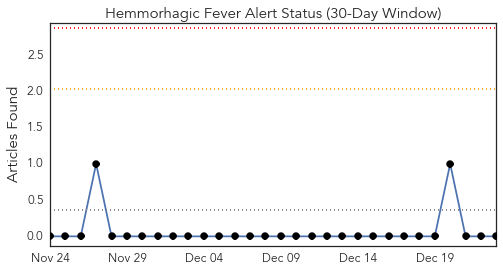 Hemmorhagic Fever Alert Status (30-Day Window)
Articles Found
2.5
2.0
1.5
1.0
0.5
0.0
Nov 24 Nov 29 Dec 04 Dec 09 Dec 14 Dec 19